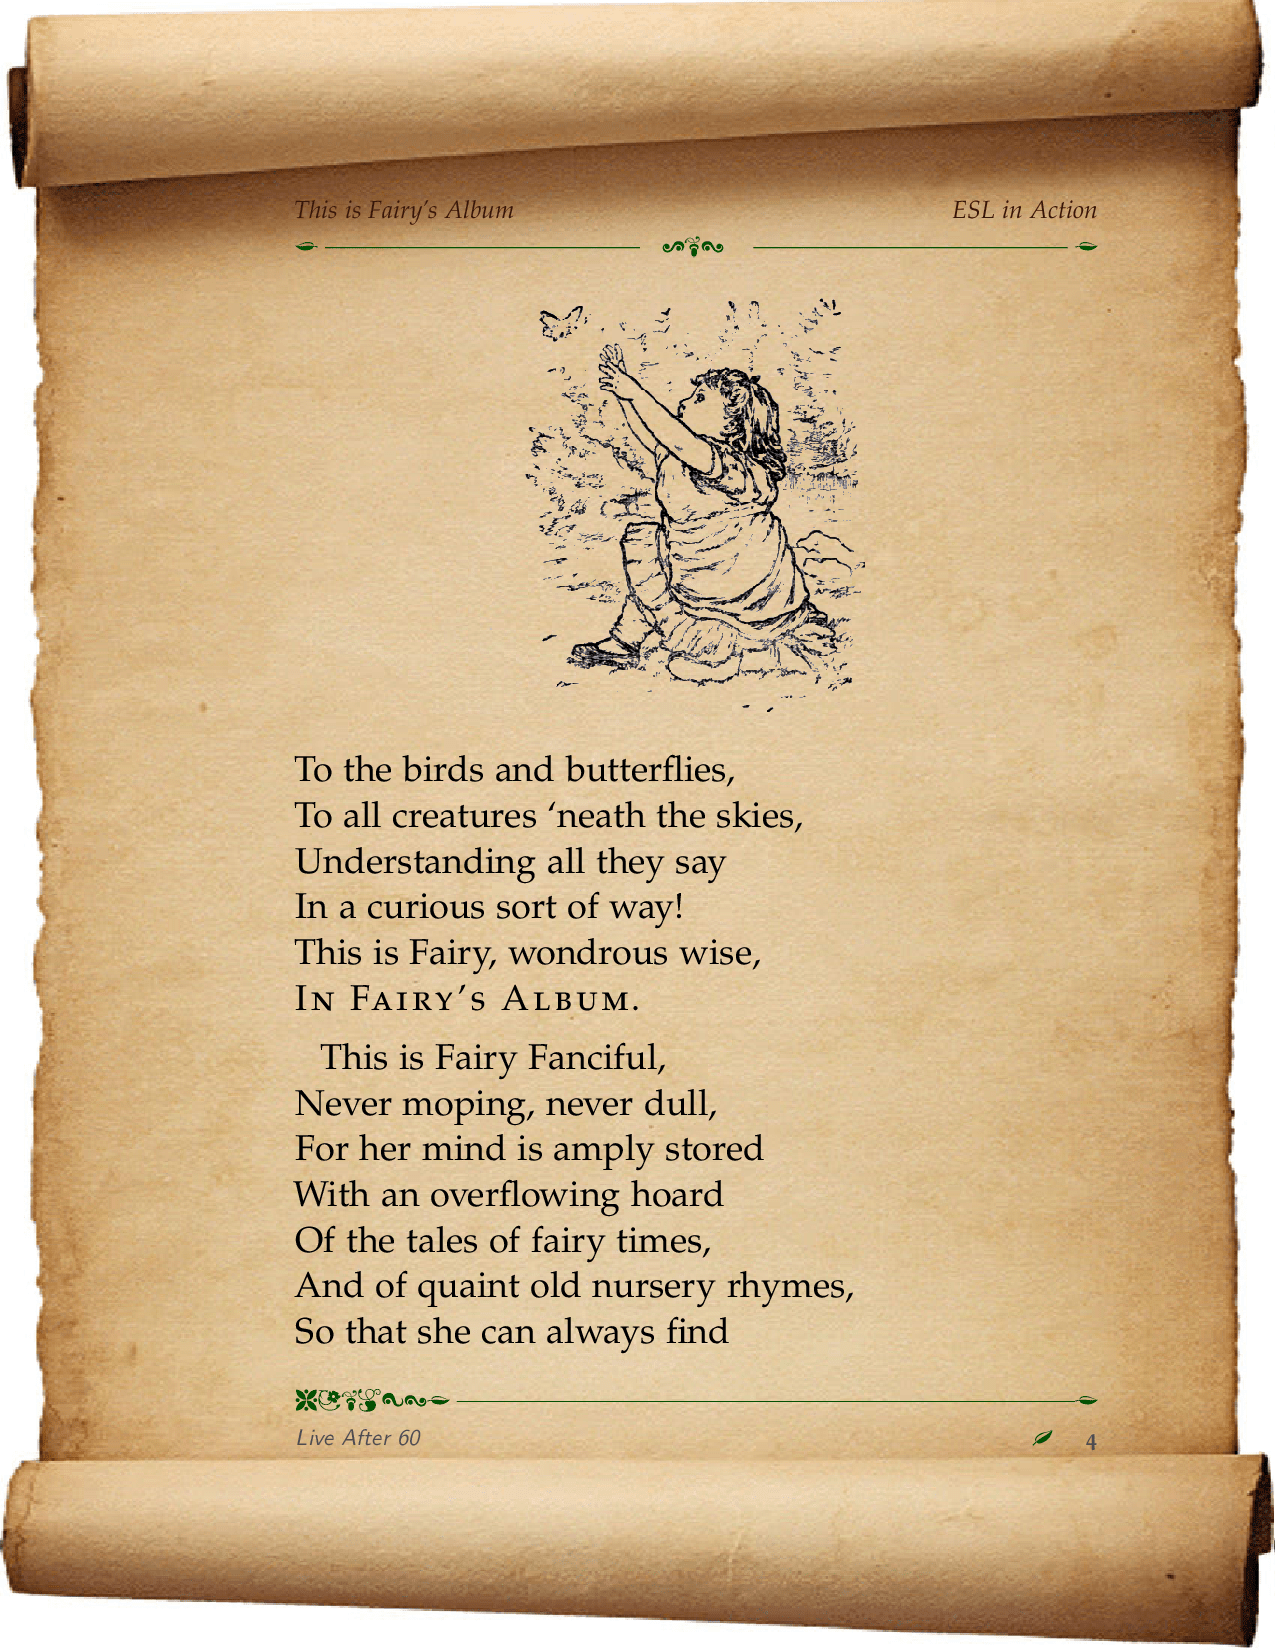 This is Fairy's Album ESL in Action
To the birds and butterflies,
To all creatures ‘neath the skies,
Understanding all they say
In a curious sort of way!
This is Fairy, wondrous wise,
In Fairy’s Album.
This is Fairy Fanciful,
Never moping, never dull,
For her mind is amply stored
With an overflowing hoard
Of the tales of fairy times,
And of quaint old nursery rhymes,
So that she can always find
Live After 60 4